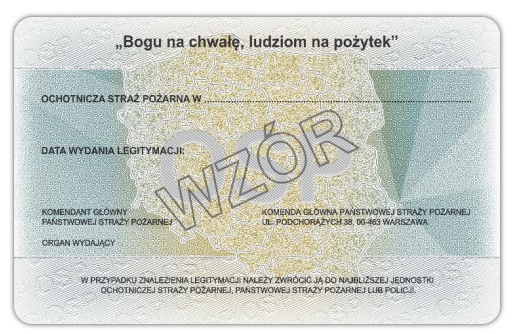 „Bogu na chwałę, ludziom na pożytek”
OCHOTNICZA STRAŻ POŻARNA W ........................................................
OSP
WZÓR
DATA WYDANIA LEGITYMACJI:
KOMENDANT GŁÓWNY
PAŃSTWOWEJ STRAŻY POŻARNEJ
KOMENDA GŁÓWNA PAŃSTWOWEJ STRAŻY POŻARNEJ
UL. PODCHORĄŻYCH 38, 00-463 WARSZAWA
ORGAN WYDAJĄCY
W PRZYPADKU ZNALEZIENIA LEGITYMACJI NALEŻY ZWRÓCIĆ JĄ DO NAJBLIŻSZEJ JEDNOSTKI
OCHOTNICZEJ STRAŻY POŻARNEJ, PAŃSTWOWEJ STRAŻY POŻARNEJ LUB POLICJI.